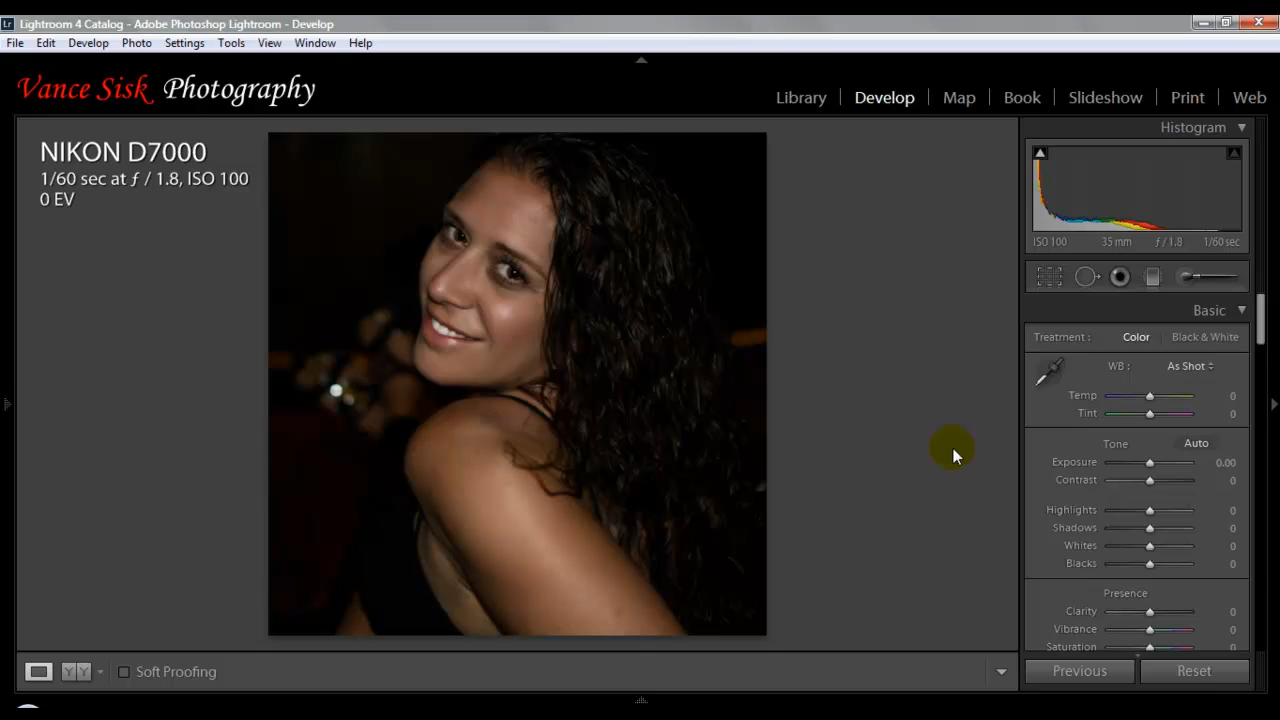 Lightroom 4 Catalog - Adobe Photoshop Lightroom - Develop
File Edit Develop Photo Settings Tools View Window Help
Vance Sisk Photography
Library Develop Map Book Slideshow Print Web
NIKON D7000
1/60 sec at ƒ / 1.8, ISO 100
0 EV
Histogram
ISO 100 35 mm ƒ / 1.8 1/60 sec
Basic
Treatment : Color Black & White
WB : As Shot
Temp 0
Tint 0
Tone Auto
Exposure 0.00
Contrast 0
Highlights 0
Shadows 0
Whites 0
Blacks 0
Presence
Clarity 0
Vibrance 0
Saturation 0
Y Y Soft Proofing
Previous Reset